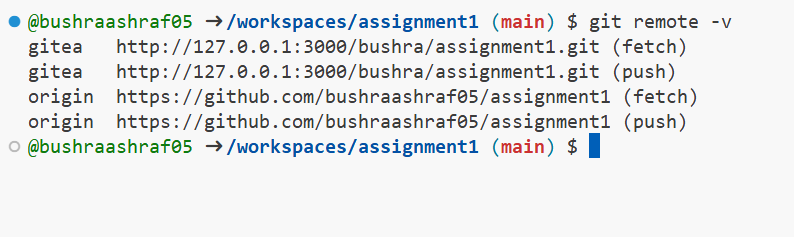 @bushraashraf05 ➜/workspaces/assignment1 (main) $ git remote -v
gitea   http://127.0.0.1:3000/bushra/assignment1.git (fetch)
gitea   http://127.0.0.1:3000/bushra/assignment1.git (push)
origin  https://github.com/bushraashraf05/assignment1 (fetch)
origin  https://github.com/bushraashraf05/assignment1 (push)
@bushraashraf05 ➜/workspaces/assignment1 (main) $